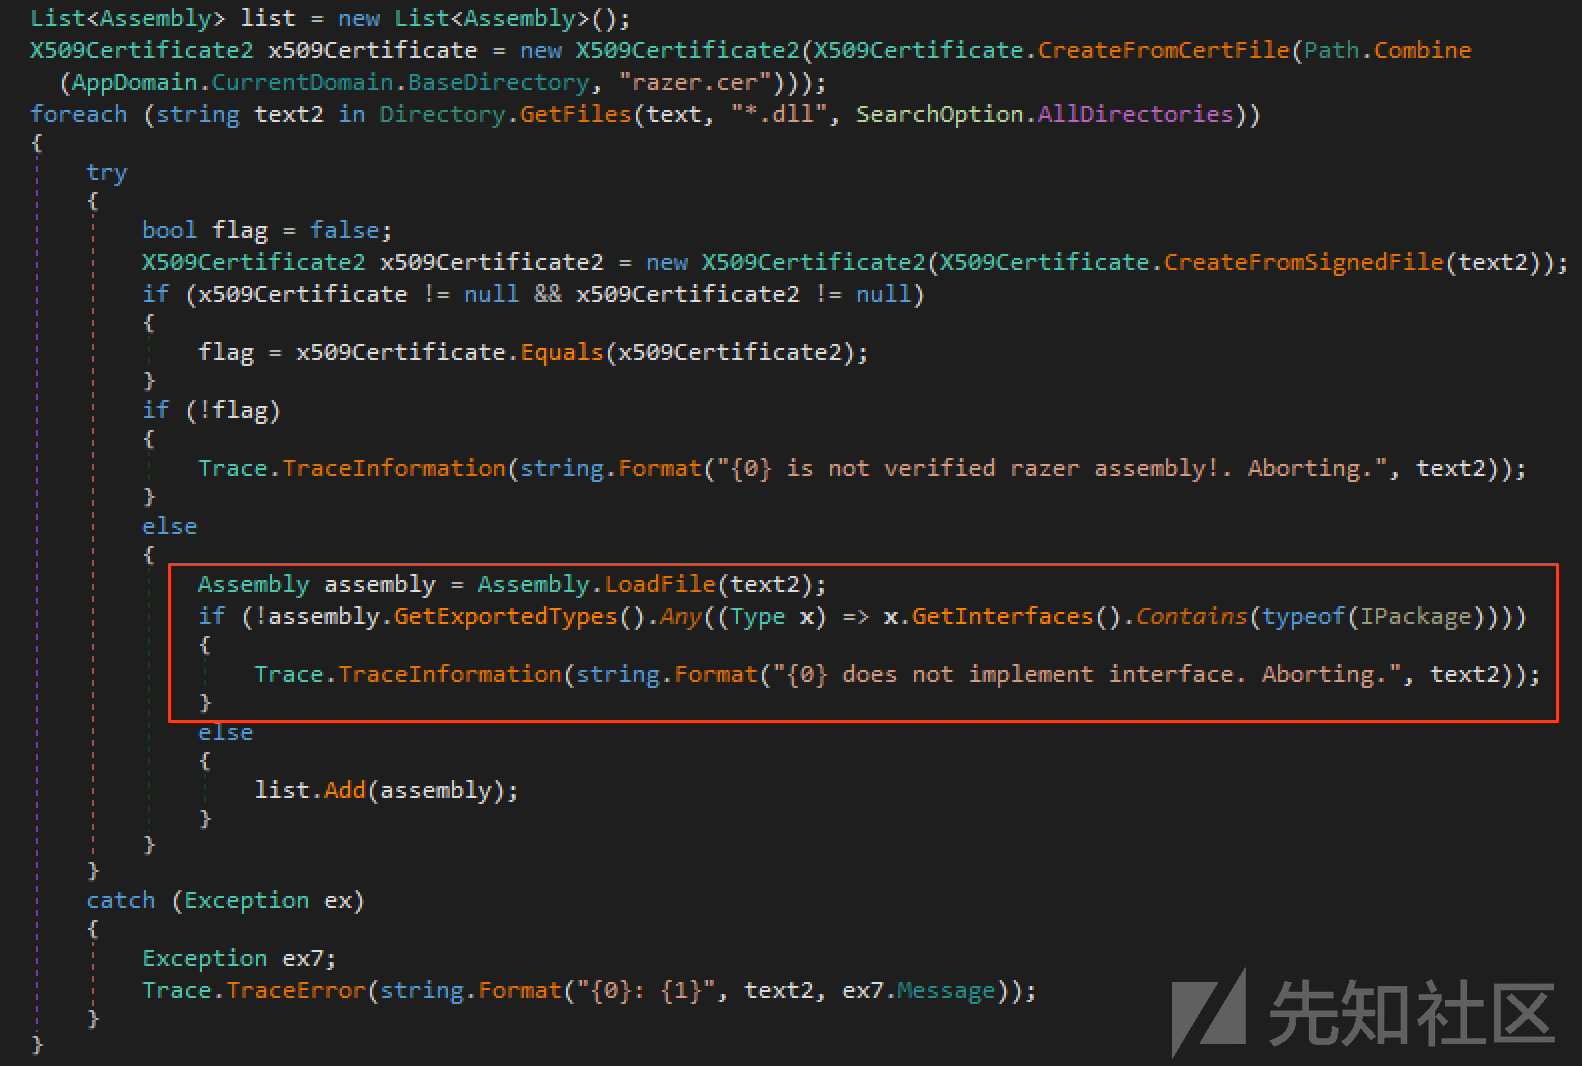 List<Assembly> list = new List<Assembly>();
X509Certificate2 x509Certificate = new X509Certificate2(X509Certificate.CreateFromCertFile(Path.Combine
(AppDomain.CurrentDomain.BaseDirectory, "razer.cer")));
foreach (string text2 in Directory.GetFiles(text, "*.dll", SearchOption.AllDirectories))
{
try
{
bool flag = false;
X509Certificate2 x509Certificate2 = new X509Certificate2(X509Certificate.CreateFromSignedFile(text2));
if (x509Certificate != null && x509Certificate2 != null)
{
flag = x509Certificate.Equals(x509Certificate2);
}
if (!flag)
{
Trace.TraceInformation(string.Format("{0} is not verified razer assembly!. Aborting.", text2));
}
else
{
Assembly assembly = Assembly.LoadFile(text2);
if (!assembly.GetExportedTypes().Any((Type x) => x.GetInterfaces().Contains(typeof(IPackage))))
{
Trace.TraceInformation(string.Format("{0} does not implement interface. Aborting.", text2));
}
else
{
list.Add(assembly);
}
}
}
catch (Exception ex)
{
Exception ex7;
Trace.TraceError(string.Format("{0}: {1}", text2, ex7.Message));
}
}
先知社区